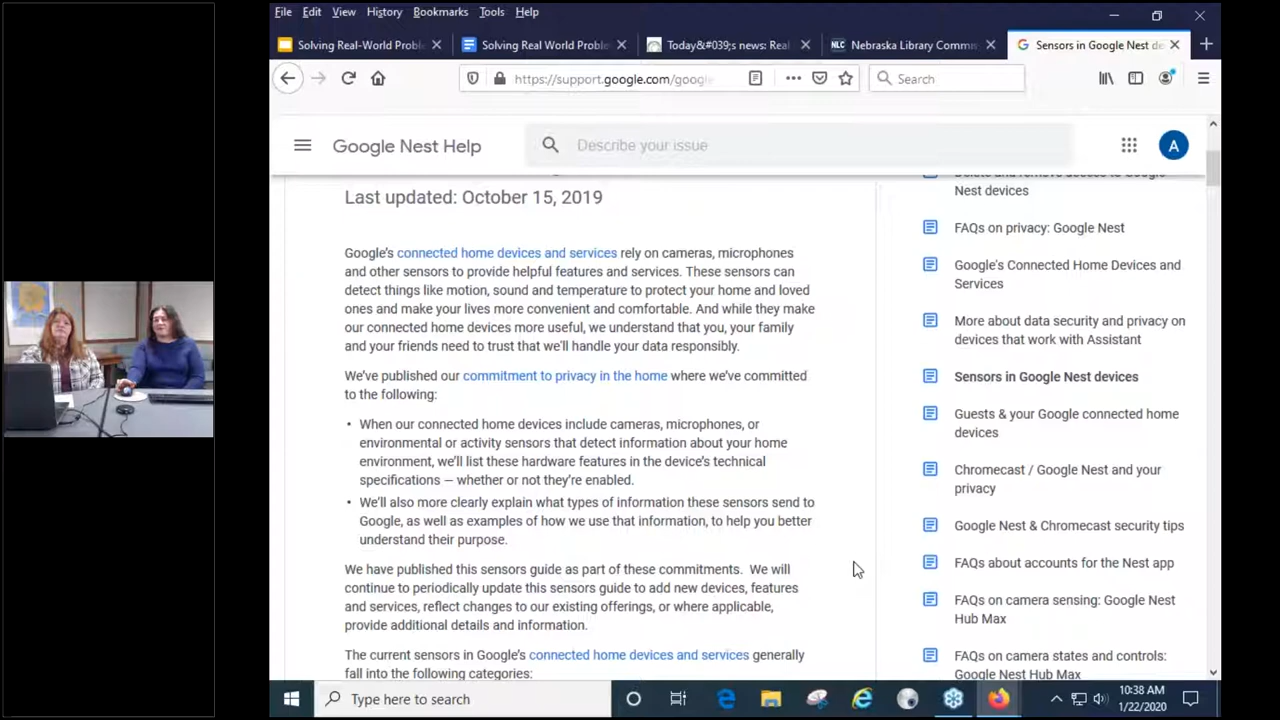 File Edit View History Bookmarks Tools Help
Solving Real-World Probl
Solving Real World Proble
Today&#039;s news: Real
NLC Nebraska Library Commis
Sensors in Google Nest de
https://support.google.com/google
Search
Google Nest Help
Describe your issue
A
Last updated: October 15, 2019
Google's connected home devices and services rely on cameras, microphones
and other sensors to provide helpful features and services. These sensors can
detect things like motion, sound and temperature to protect your home and loved
ones and make your lives more convenient and comfortable. And while they make
our connected home devices more useful, we understand that you, your family
and your friends need to trust that we'll handle your data responsibly.
We've published our commitment to privacy in the home where we've committed
to the following:
• When our connected home devices include cameras, microphones, or
environmental or activity sensors that detect information about your home
environment, we'll list these hardware features in the device's technical
specifications — whether or not they're enabled.
• We'll also more clearly explain what types of information these sensors send to
Google, as well as examples of how we use that information, to help you better
understand their purpose.
We have published this sensors guide as part of these commitments. We will
continue to periodically update this sensors guide to add new devices, features
and services, reflect changes to our existing offerings, or where applicable,
provide additional details and information.
The current sensors in Google's connected home devices and services generally
fall into the following categories:
Delete and remove access to Google
Nest devices
FAQs on privacy: Google Nest
Google's Connected Home Devices and
Services
More about data security and privacy on
devices that work with Assistant
Sensors in Google Nest devices
Guests & your Google connected home
devices
Chromecast / Google Nest and your
privacy
Google Nest & Chromecast security tips
FAQs about accounts for the Nest app
FAQs on camera sensing: Google Nest
Hub Max
FAQs on camera states and controls:
Google Nest Hub Max
Type here to search
10:38 AM
1/22/2020